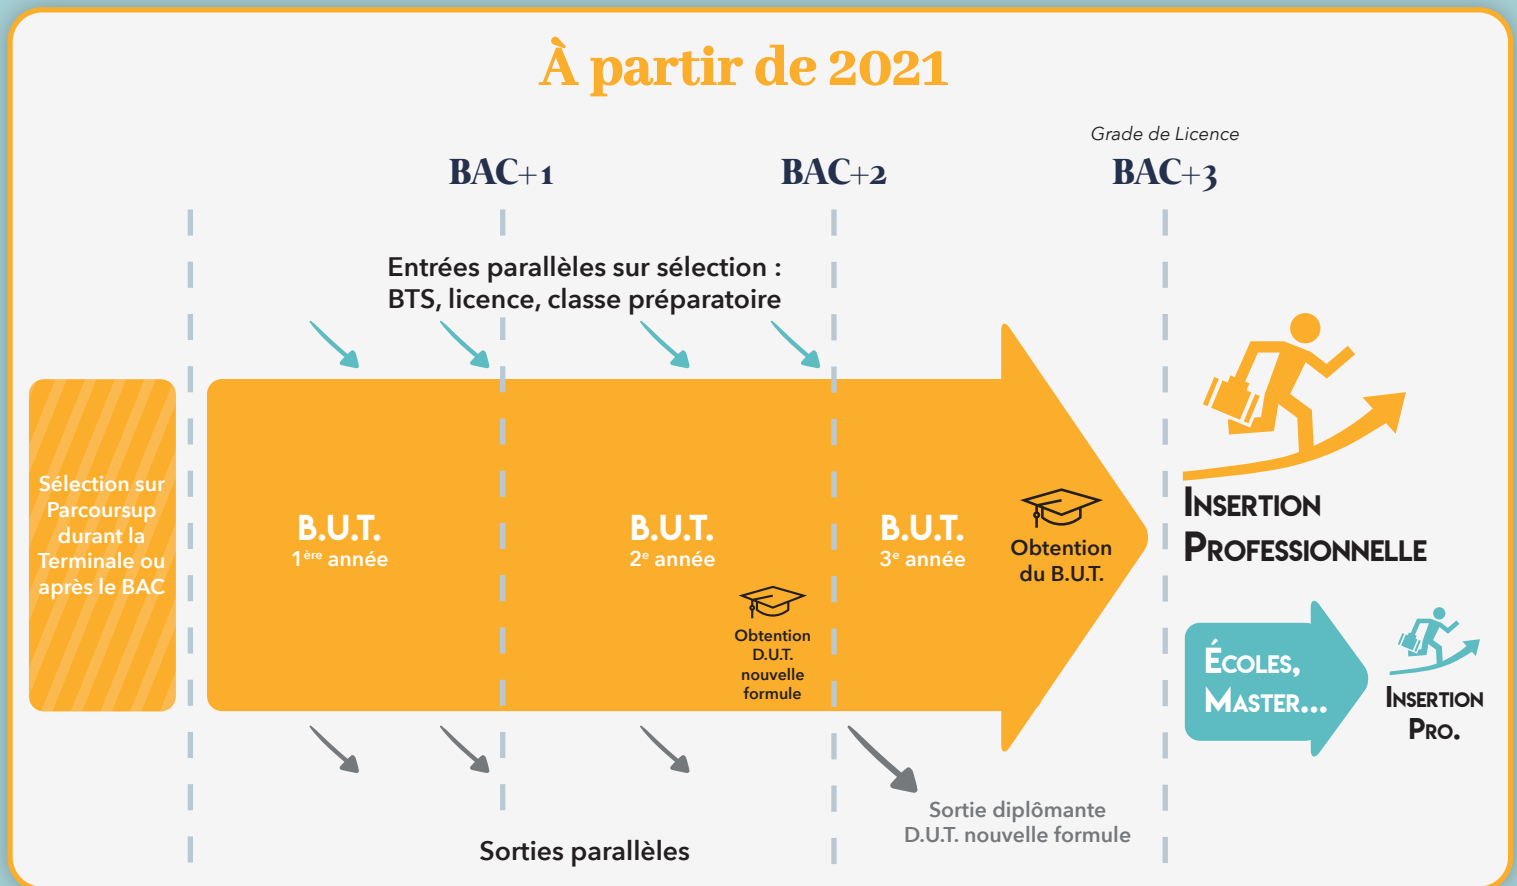 À partir de 2021
Grade de Licence
BAC+1
BAC+2
BAC+3
Entrées parallèles sur sélection :
BTS, licence, classe préparatoire
Sélection sur
Parcoursup
durant la
Terminale ou
après le BAC
B.U.T.
1ère année
B.U.T.
2e année
Obtention
D.U.T.
nouvelle
formule
B.U.T.
3e année
Obtention
du B.U.T.
INSERTION
PROFESSIONNELLE
ÉCOLES,
MASTER...
INSERTION
PRO.
Sortie diplômante
D.U.T. nouvelle formule
Sorties parallèles